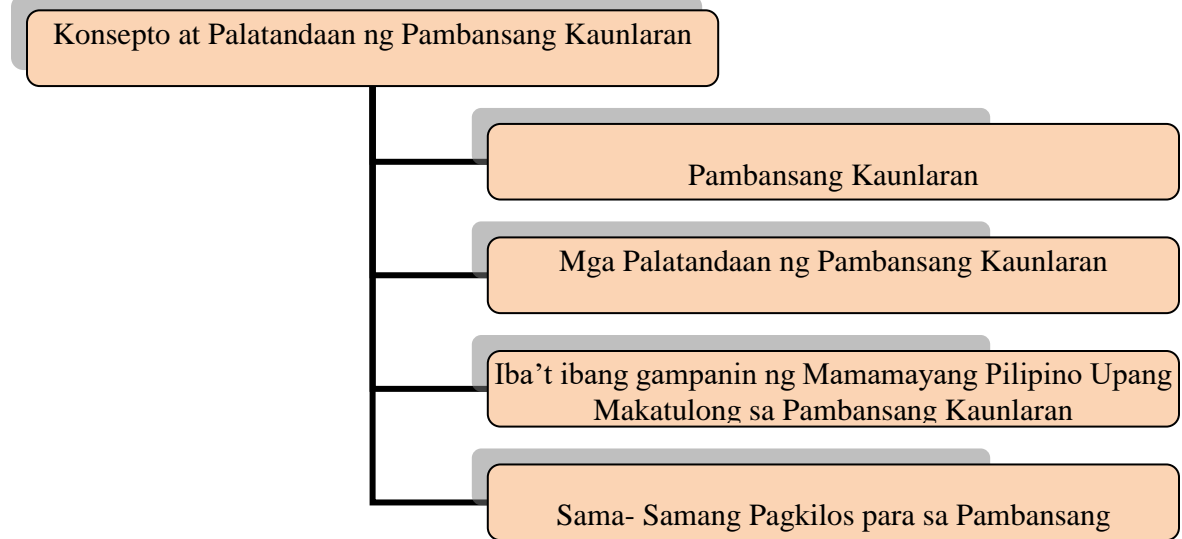 Konsepto at Palatandaan ng Pambansang Kaunlaran
Pambansang Kaunlaran
Mga Palatandaan ng Pambansang Kaunlaran
Iba’t ibang gampanin ng Mamamayang Pilipino Upang
Makatulong sa Pambansang Kaunlaran
Sama- Samang Pagkilos para sa Pambansang